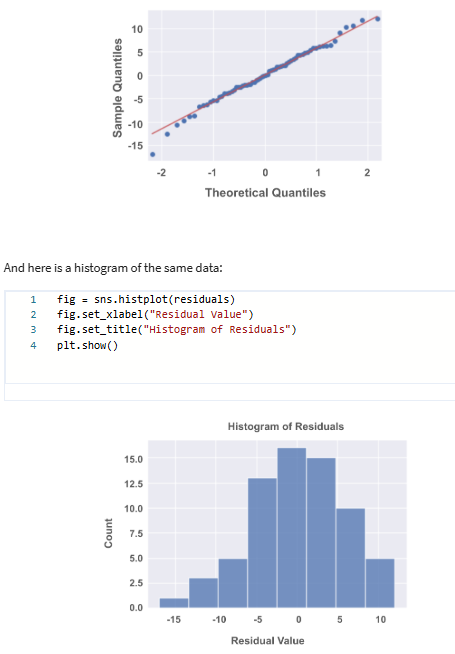 10
5
0
-5
-10
-15
Sample Quantiles
-2 -1 0 1 2
Theoretical Quantiles
And here is a histogram of the same data:
1 fig = sns.histplot(residuals)
2 fig.set_xlabel("Residual Value")
3 fig.set_title("Histogram of Residuals")
4 plt.show()
Histogram of Residuals
15.0
12.5
10.0
7.5
5.0
2.5
0.0
Count
-15 -10 -5 0 5 10
Residual Value